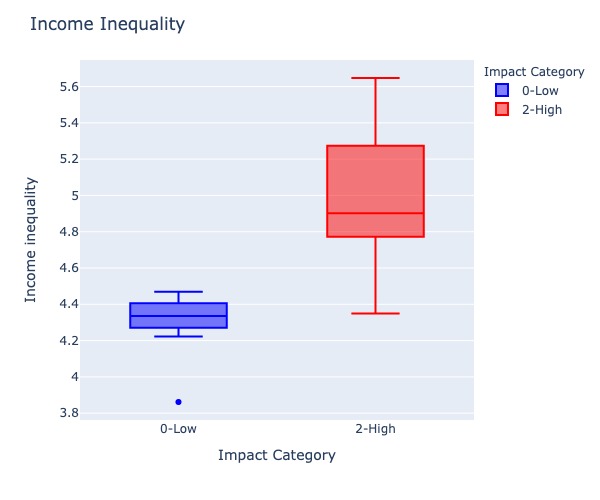 Income Inequality
Impact Category
0-Low
2-High
Income inequality
5.6
5.4
5.2
5
4.8
4.6
4.4
4.2
4
3.8
0-Low
2-High
Impact Category